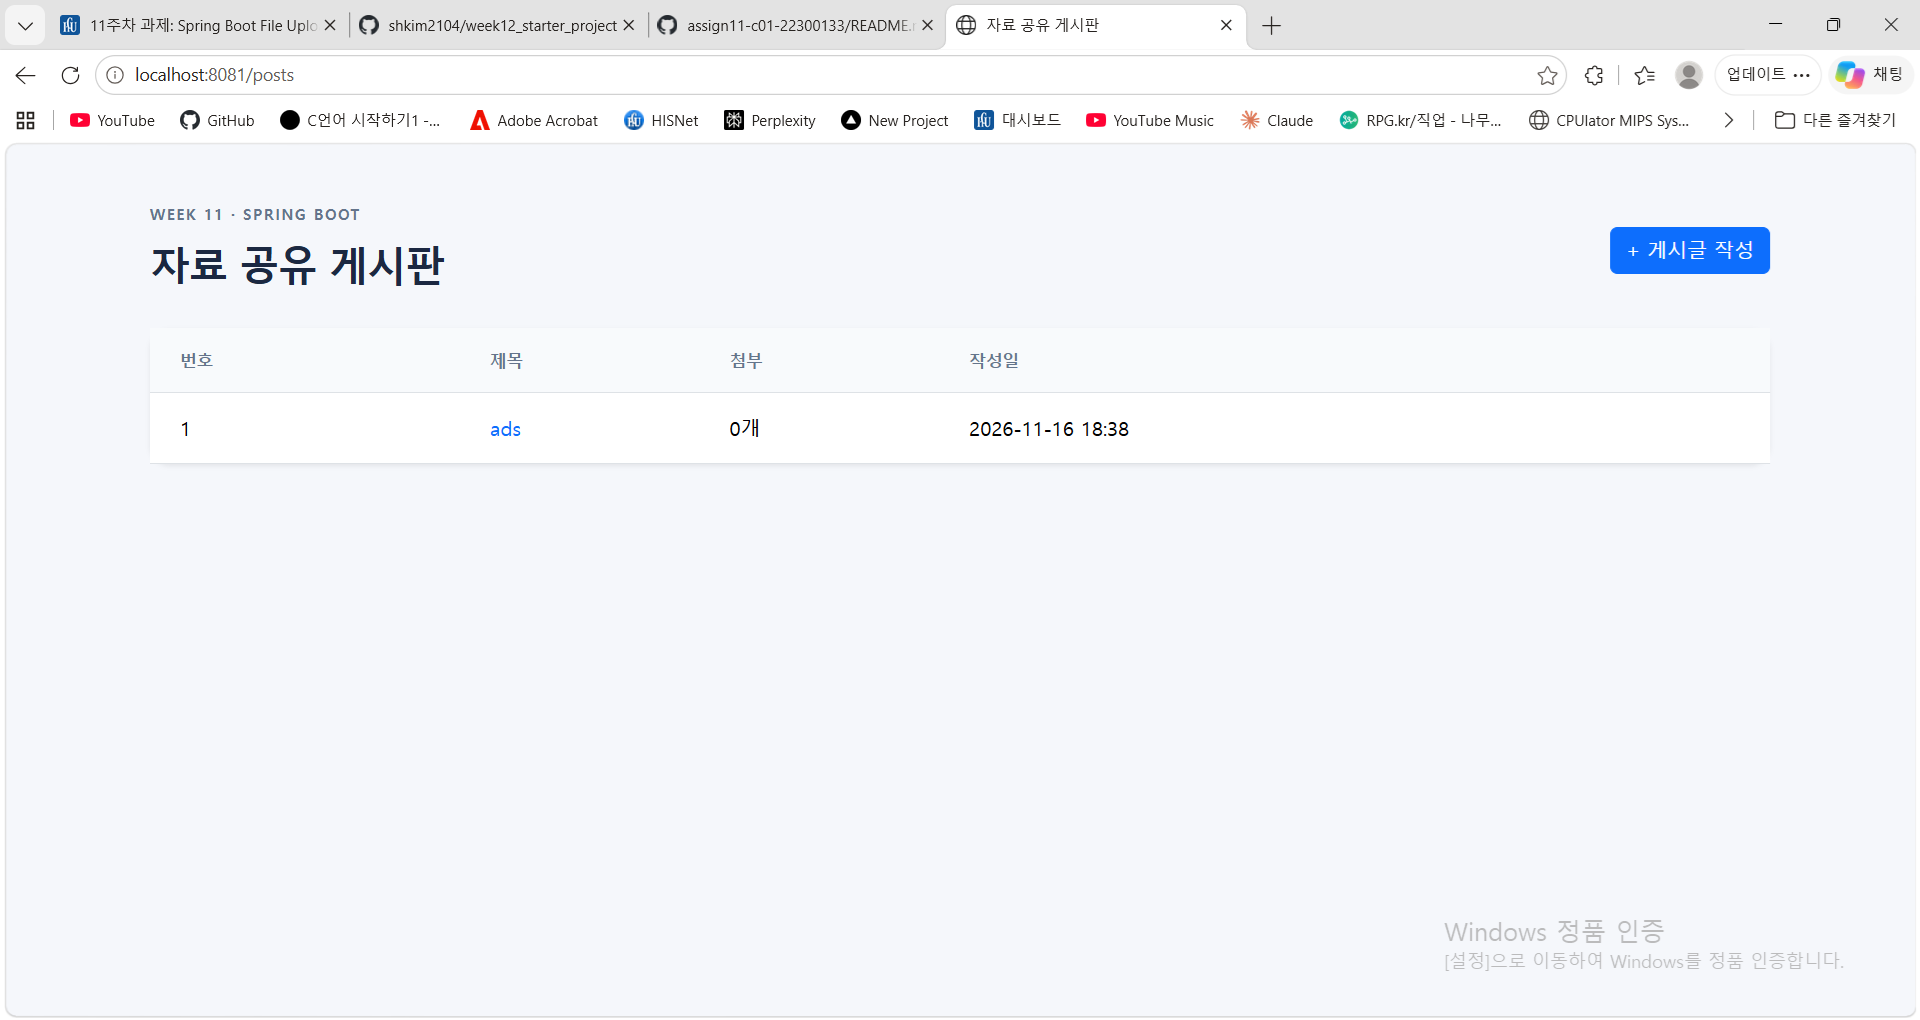 11주차 과제: Spring Boot File Uplo
shkim2104/week12_starter_project
assign11-c01-22300133/README.
자료 공유 게시판
localhost:8081/posts
업데이트
채팅
YouTube
GitHub
C언어 시작하기1 -...
Adobe Acrobat
HISNet
Perplexity
New Project
대시보드
YouTube Music
Claude
RPG.kr/직업 - 나무...
CPUlator MIPS Sys...
다른 즐겨찾기
WEEK 11 · SPRING BOOT
자료 공유 게시판
+ 게시글 작성
번호 제목 첨부 작성일
1 ads 0개 2026-11-16 18:38
Windows 정품 인증
[설정]으로 이동하여 Windows를 정품 인증합니다.